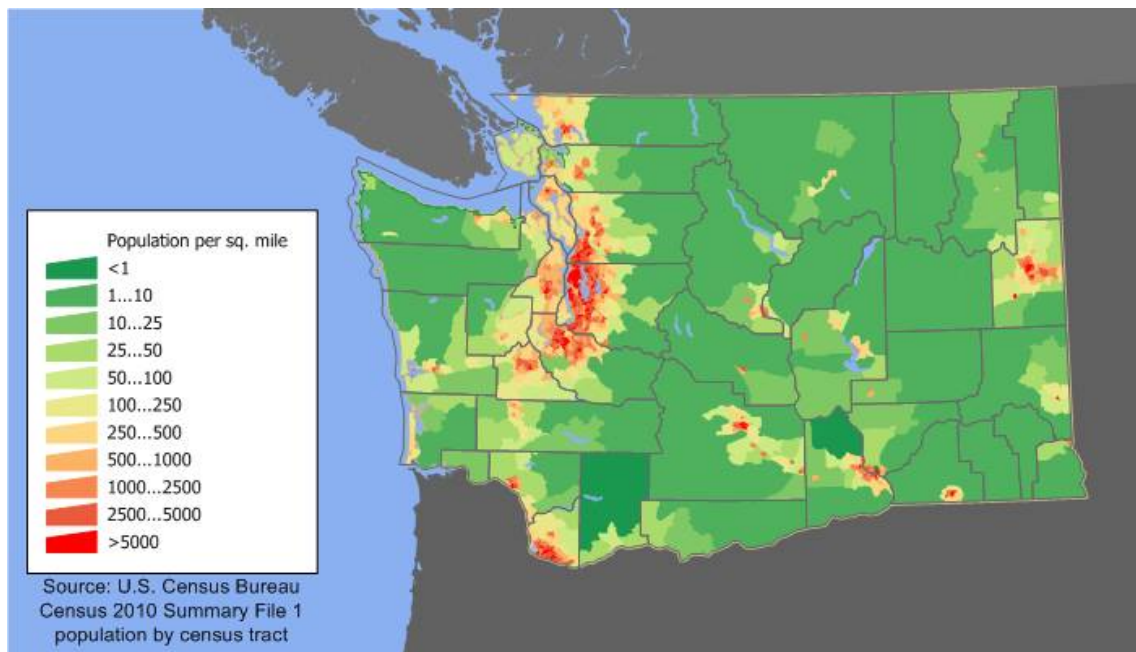 Population per sq. mile
<1
1...10
10...25
25...50
50...100
100...250
250...500
500...1000
1000...2500
2500...5000
>5000
Source: U.S. Census Bureau
Census 2010 Summary File 1
population by census tract